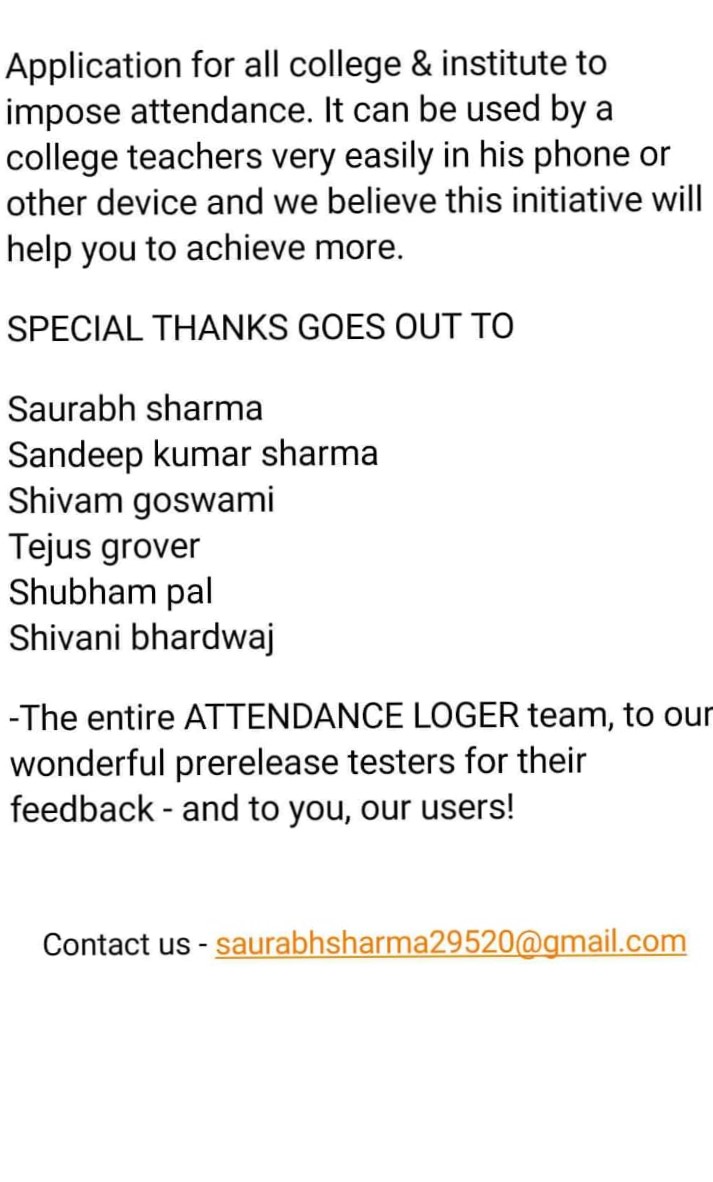 Application for all college & institute to
impose attendance. It can be used by a
college teachers very easily in his phone or
other device and we believe this initiative will
help you to achieve more.
SPECIAL THANKS GOES OUT TO
Saurabh sharma
Sandeep kumar sharma
Shivam goswami
Tejus grover
Shubham pal
Shivani bhardwaj
-The entire ATTENDANCE LOGER team, to our
wonderful prerelease testers for their
feedback - and to you, our users!
Contact us - saurabhsharma29520@gmail.com